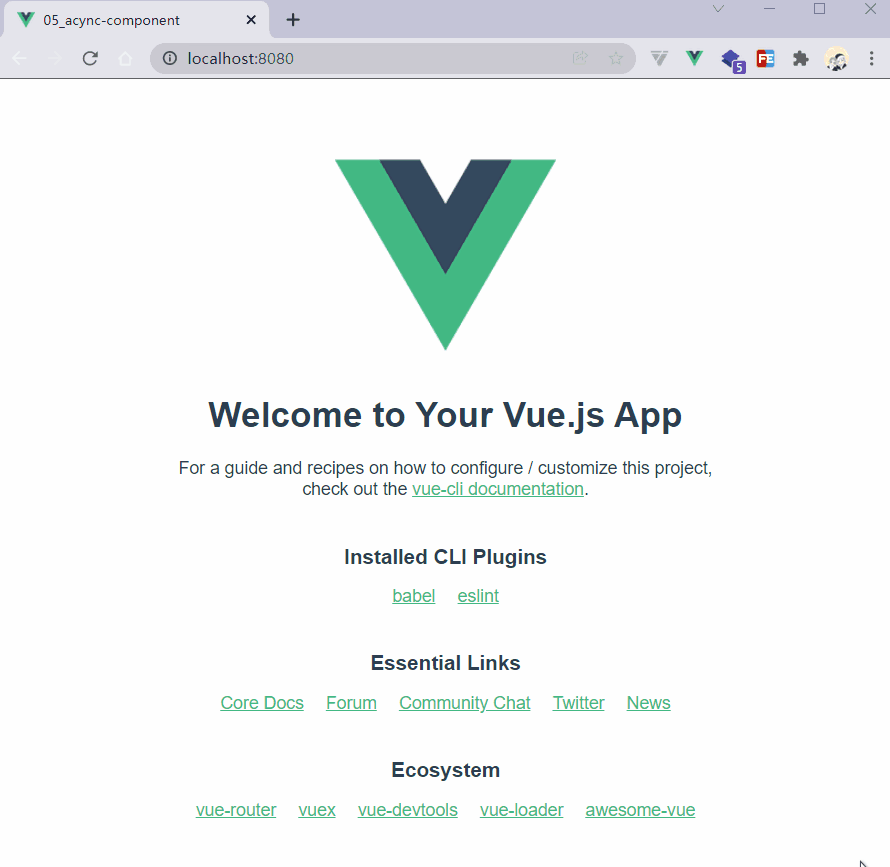 05_acync-component
localhost:8080
5
Welcome to Your Vue.js App
For a guide and recipes on how to configure / customize this project,
check out the vue-cli documentation.
Installed CLI Plugins
babel eslint
Essential Links
Core Docs Forum Community Chat Twitter News
Ecosystem
vue-router vuex vue-devtools vue-loader awesome-vue